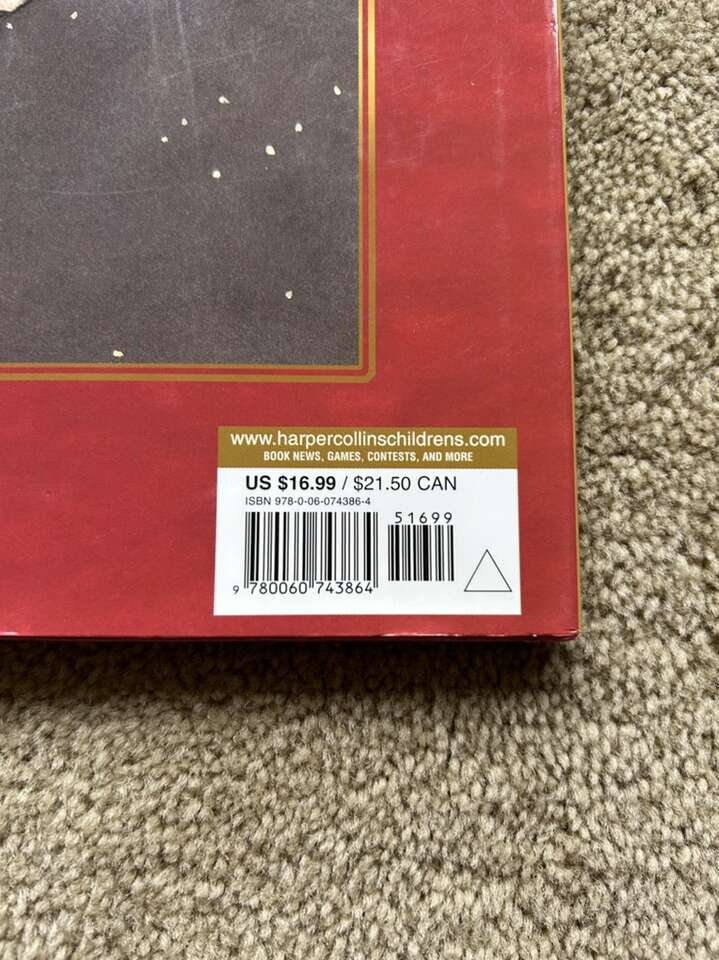 www.harpercollinschildrens.com
BOOK NEWS, GAMES, CONTESTS, AND MORE
US $16.99 / $21.50 CAN
ISBN 978-0-06-074386-4
51699
9 780060 743864